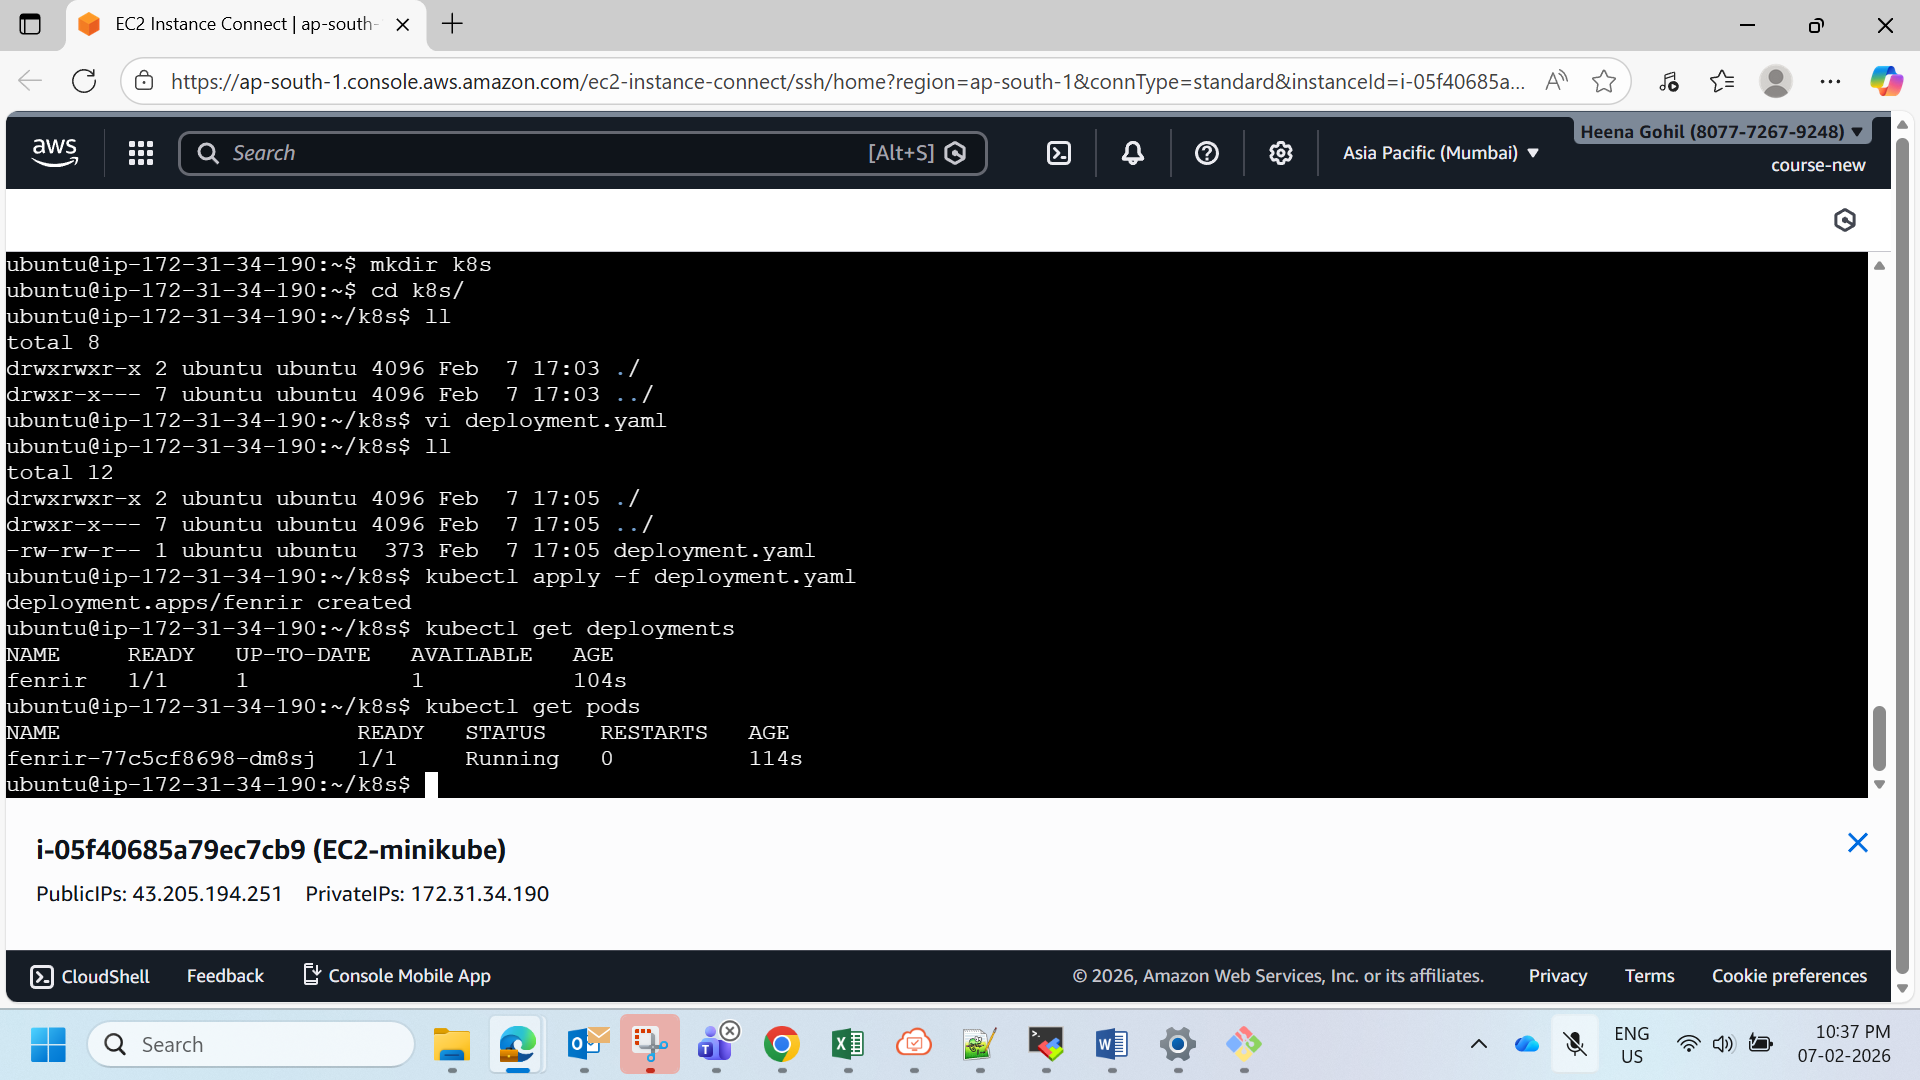 EC2 Instance Connect | ap-south-
https://ap-south-1.console.aws.amazon.com/ec2-instance-connect/ssh/home?region=ap-south-1&connType=standard&instanceId=i-05f40685a...
aws
Search
[Alt+S]
Asia Pacific (Mumbai)
Heena Gohil (8077-7267-9248)
course-new
ubuntu@ip-172-31-34-190:~$ mkdir k8s
ubuntu@ip-172-31-34-190:~$ cd k8s/
ubuntu@ip-172-31-34-190:~/k8s$ ll
total 8
drwxrwxr-x 2 ubuntu ubuntu 4096 Feb  7 17:03 ./
drwxr-x--- 7 ubuntu ubuntu 4096 Feb  7 17:03 ../
ubuntu@ip-172-31-34-190:~/k8s$ vi deployment.yaml
ubuntu@ip-172-31-34-190:~/k8s$ ll
total 12
drwxrwxr-x 2 ubuntu ubuntu 4096 Feb  7 17:05 ./
drwxr-x--- 7 ubuntu ubuntu 4096 Feb  7 17:05 ../
-rw-rw-r-- 1 ubuntu ubuntu  373 Feb  7 17:05 deployment.yaml
ubuntu@ip-172-31-34-190:~/k8s$ kubectl apply -f deployment.yaml
deployment.apps/fenrir created
ubuntu@ip-172-31-34-190:~/k8s$ kubectl get deployments
NAME     READY   UP-TO-DATE   AVAILABLE   AGE
fenrir   1/1     1            1           104s
ubuntu@ip-172-31-34-190:~/k8s$ kubectl get pods
NAME                      READY   STATUS    RESTARTS   AGE
fenrir-77c5cf8698-dm8sj   1/1     Running   0          114s
ubuntu@ip-172-31-34-190:~/k8s$
i-05f40685a79ec7cb9 (EC2-minikube)
PublicIPs: 43.205.194.251 PrivateIPs: 172.31.34.190
CloudShell Feedback Console Mobile App © 2026, Amazon Web Services, Inc. or its affiliates. Privacy Terms Cookie preferences
Search
ENG
US
10:37 PM
07-02-2026